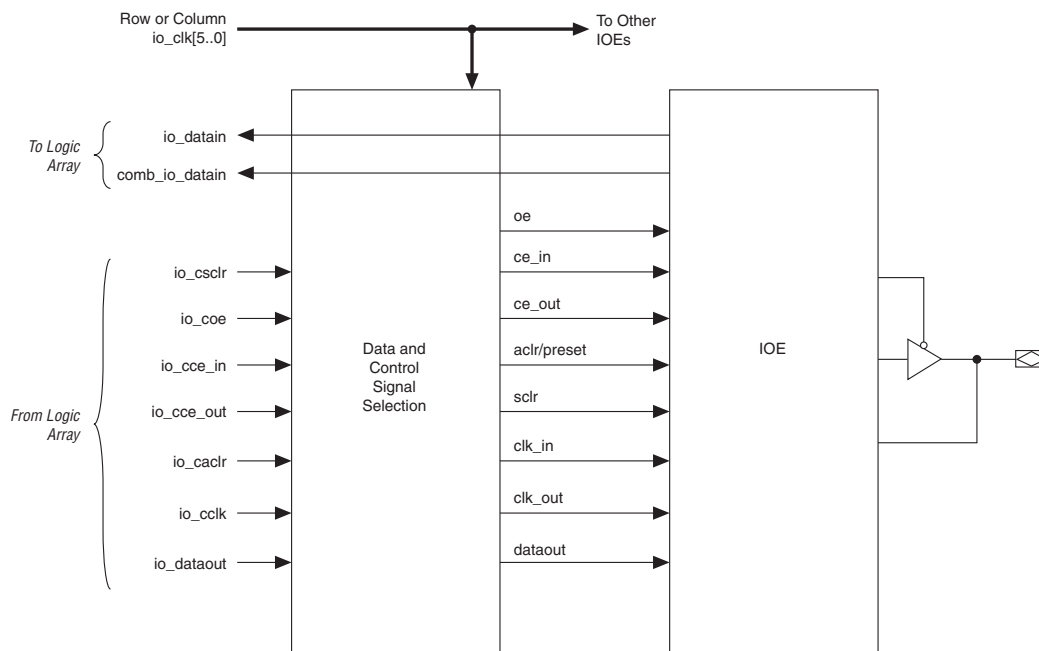 Row or Column
io_clk[5..0]
To Other
IOEs
To Logic
Array
io_datain
comb_io_datain
From Logic
Array
io_csclr
io_coe
io_cce_in
io_cce_out
io_caclr
io_cclk
io_dataout
Data and
Control
Signal
Selection
oe
ce_in
ce_out
aclr/preset
sclr
clk_in
clk_out
dataout
IOE